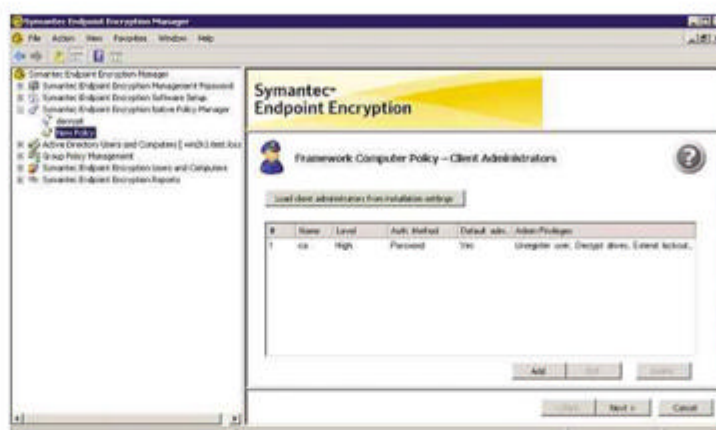 Symantec Endpoint Encryption Manager
File Action View Favorites Window Help
Symantec Endpoint Encryption Manager
Symantec Endpoint Encryption Management Password
Symantec Endpoint Encryption Software Setup
Symantec Endpoint Encryption Native Policy Manager
decrypt
New Policy
Active Directory Users and Computers
Group Policy Management
Symantec Endpoint Encryption Users and Computers
Symantec Endpoint Encryption Reports
Symantec™
Endpoint Encryption
Framework Computer Policy – Client Administrators
Load client administrators from installation settings
# Name Level Auth. Method Default adm.. Admin Privileges
1 ca High Password Yes Unregister user, Decrypt drives, Extend lockout..
Add
Next > Cancel